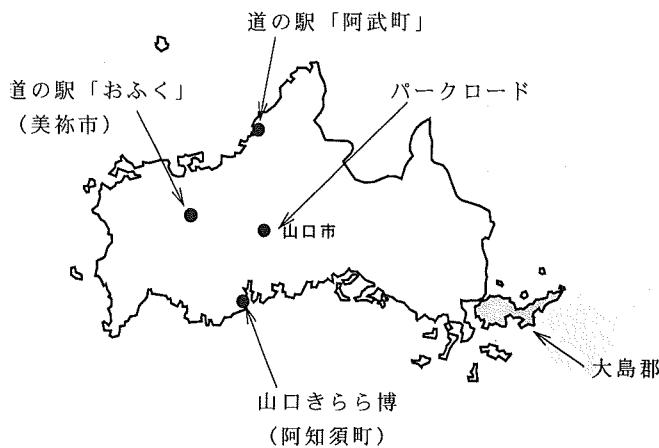 道の駅「阿武町」
道の駅「おふく」
(美祢市)
パークロード
山口市
大島郡
山口きらら博
(阿知須町)